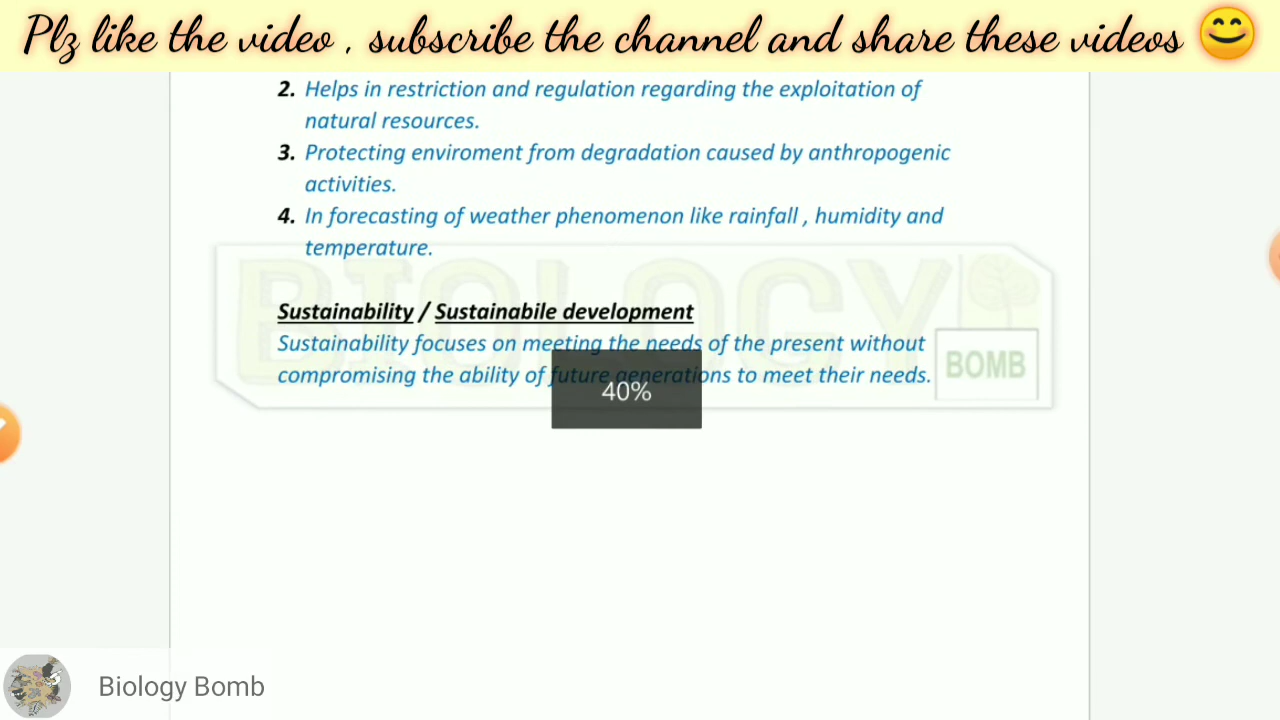 Plz like the video , subscribe the channel and share these videos 😊
2. Helps in restriction and regulation regarding the exploitation of
natural resources.
3. Protecting enviroment from degradation caused by anthropogenic
activities.
4. In forecasting of weather phenomenon like rainfall , humidity and
temperature.
BIOLOGY
Sustainability / Sustainabile development
Sustainability focuses on meeting the needs of the present without
compromising the ability of future generations to meet their needs.
BOMB
40%
Biology Bomb